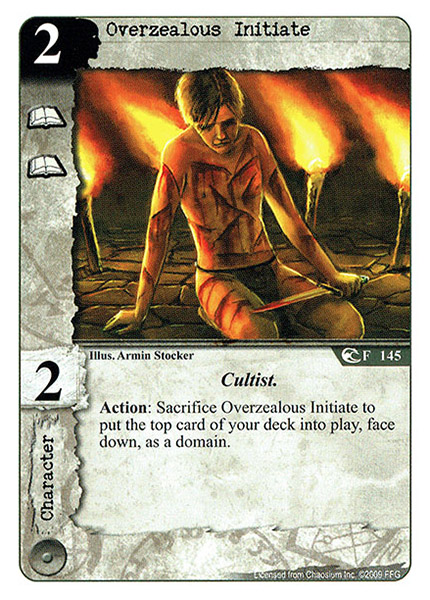 2
Overzealous Initiate
Illus. Armin Stocker
F 145
2
Cultist.
Action: Sacrifice Overzealous Initiate to
put the top card of your deck into play, face
down, as a domain.
Character
Licensed from Chaosium Inc. ©2009 FFG